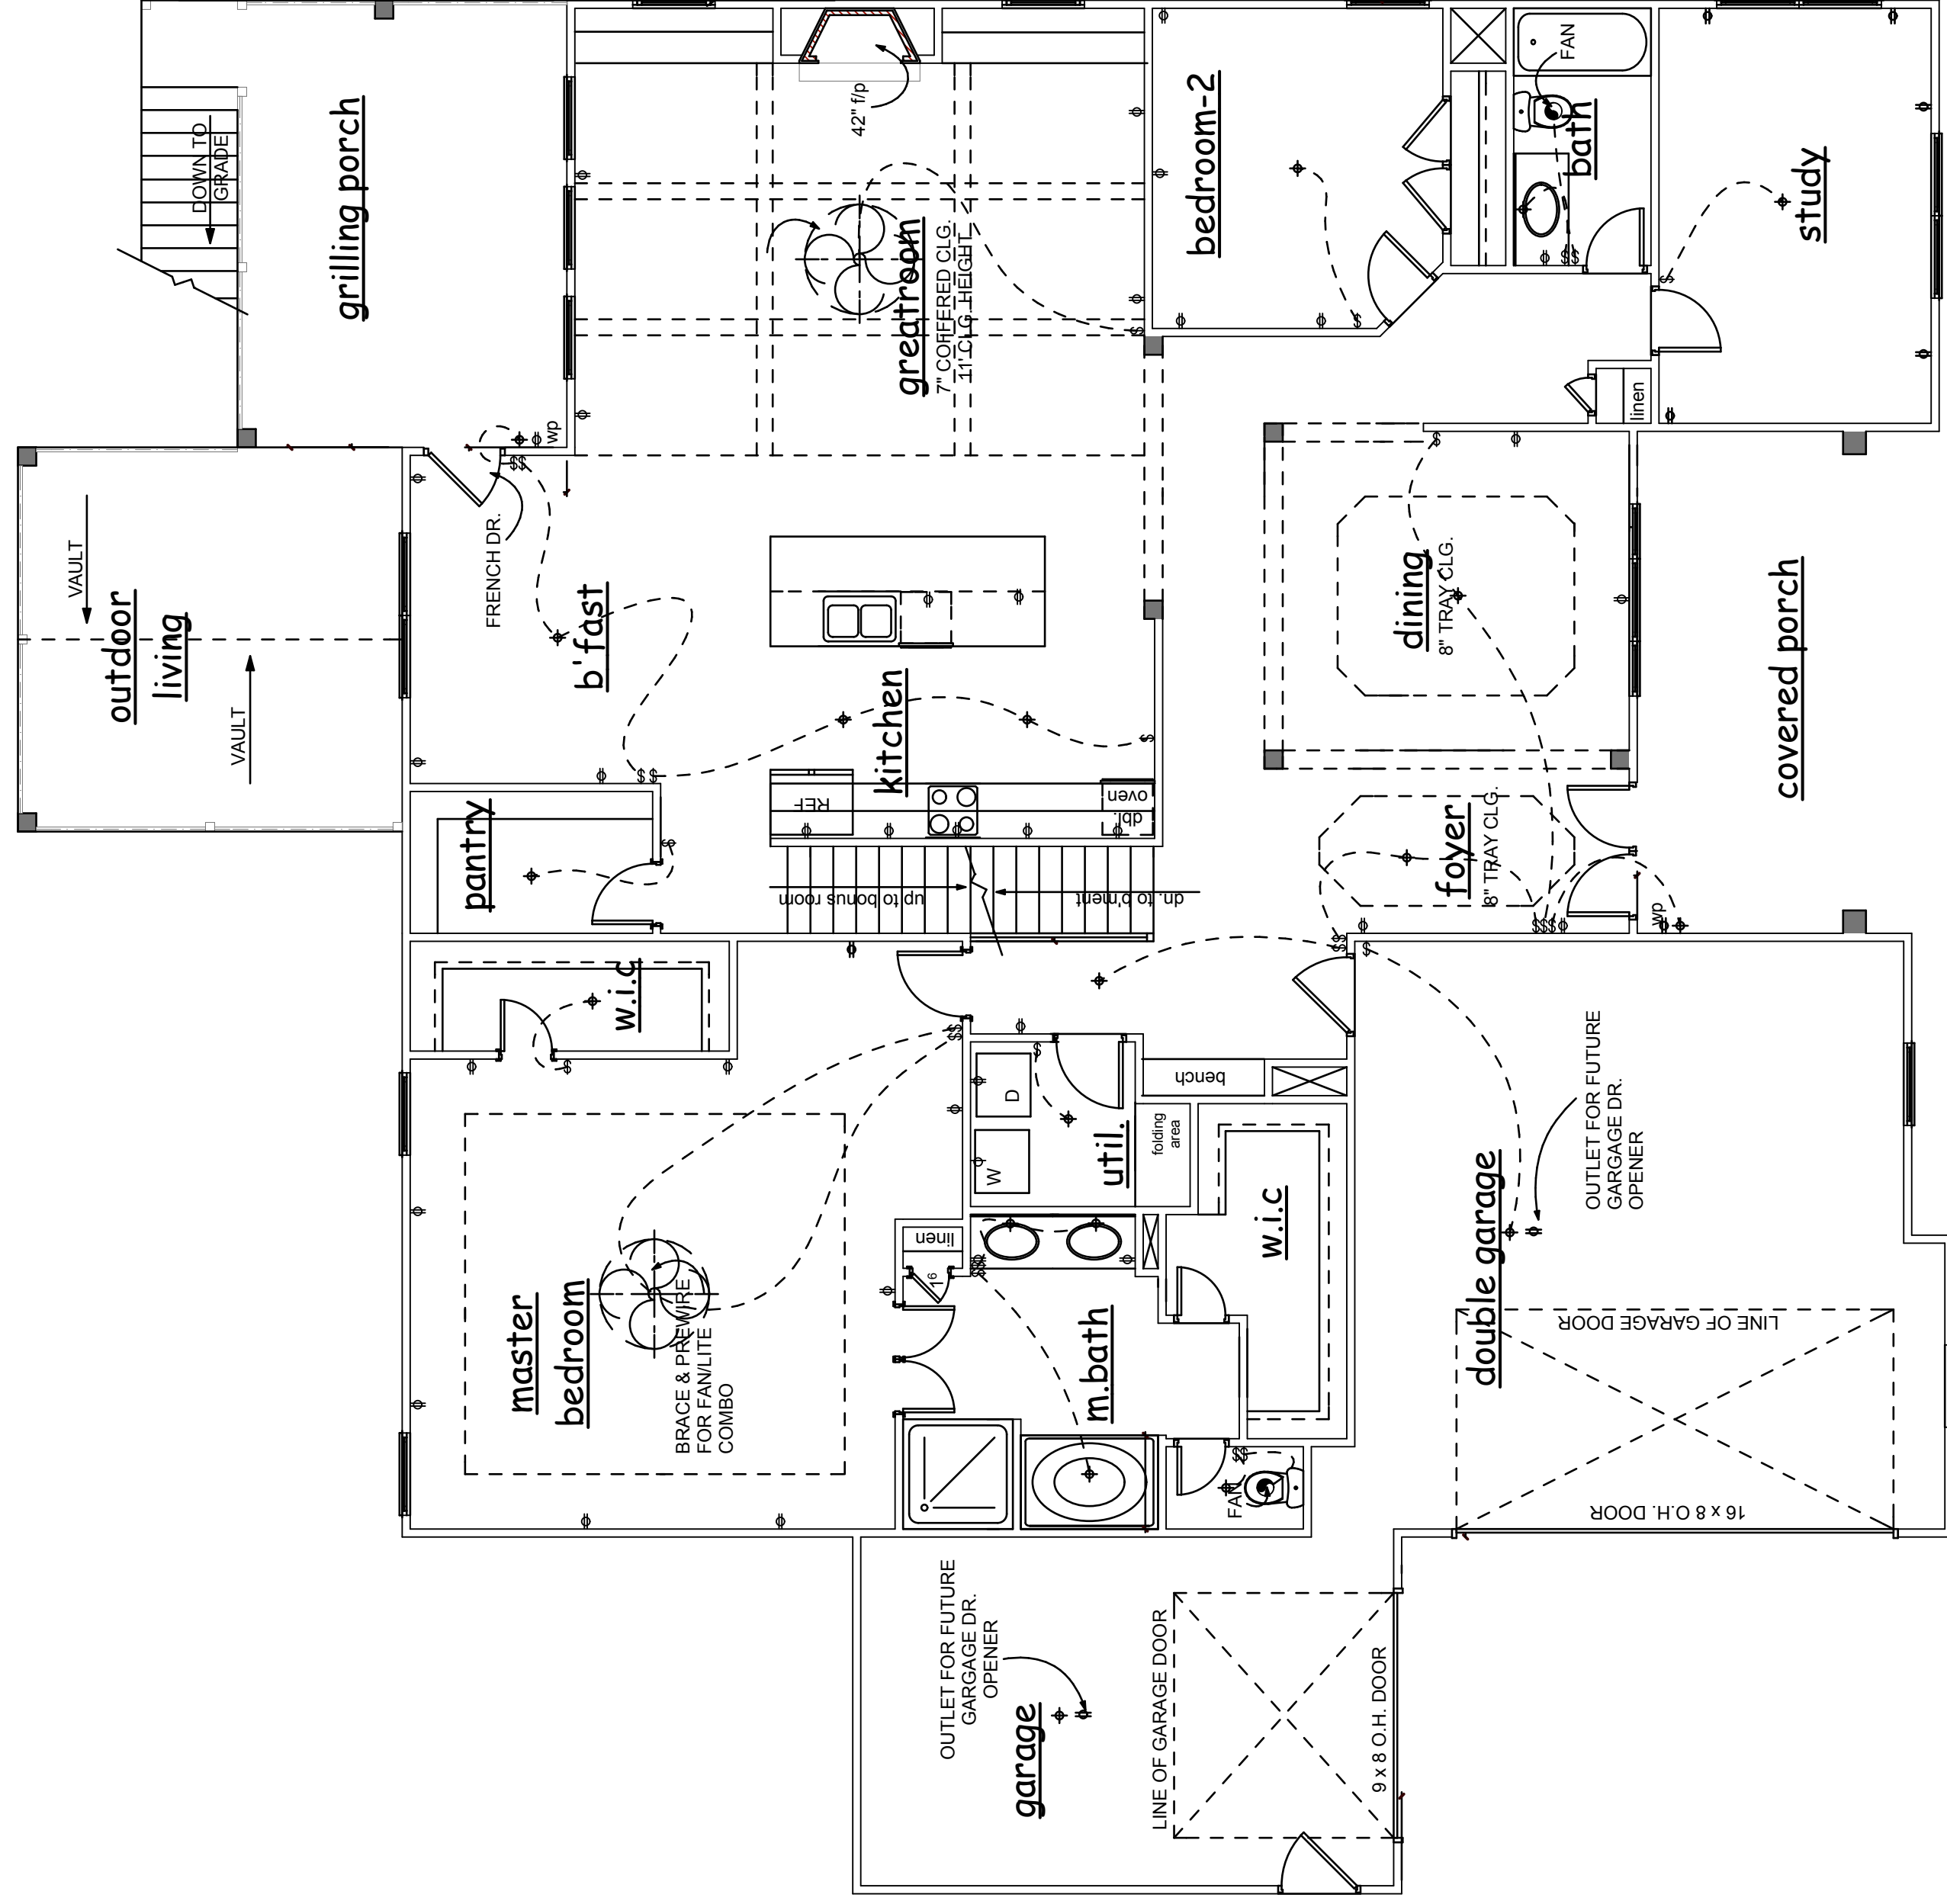 DOWN TO
GRADE
grilling porch
42" f/p
greatroom
7" COFFERED CLG.
11' CLG. HEIGHT
bedroom-2
FAN
bath
study
linen
VAULT
outdoor
living
VAULT
FRENCH DR.
wp
b'fast
kitchen
REF
dbl.
oven
dining
8" TRAY CLG.
covered porch
pantry
up to bonus room
dn. to b'ment
foyer
8" TRAY CLG.
wp
w.i.c
D
W
util.
bench
folding
area
w.i.c
master
bedroom
BRACE & PREWIRE
FOR FAN/LITE
COMBO
linen
16
m.bath
FAN
double garage
OUTLET FOR FUTURE
GARGAGE DR.
OPENER
LINE OF GARAGE DOOR
16 x 8 O.H. DOOR
garage
OUTLET FOR FUTURE
GARGAGE DR.
OPENER
LINE OF GARAGE DOOR
9 x 8 O.H. DOOR
$
$$
$$
$
$
$
$$
$
$
$
$$$
$$
$
$
$$
$
$$$
$$